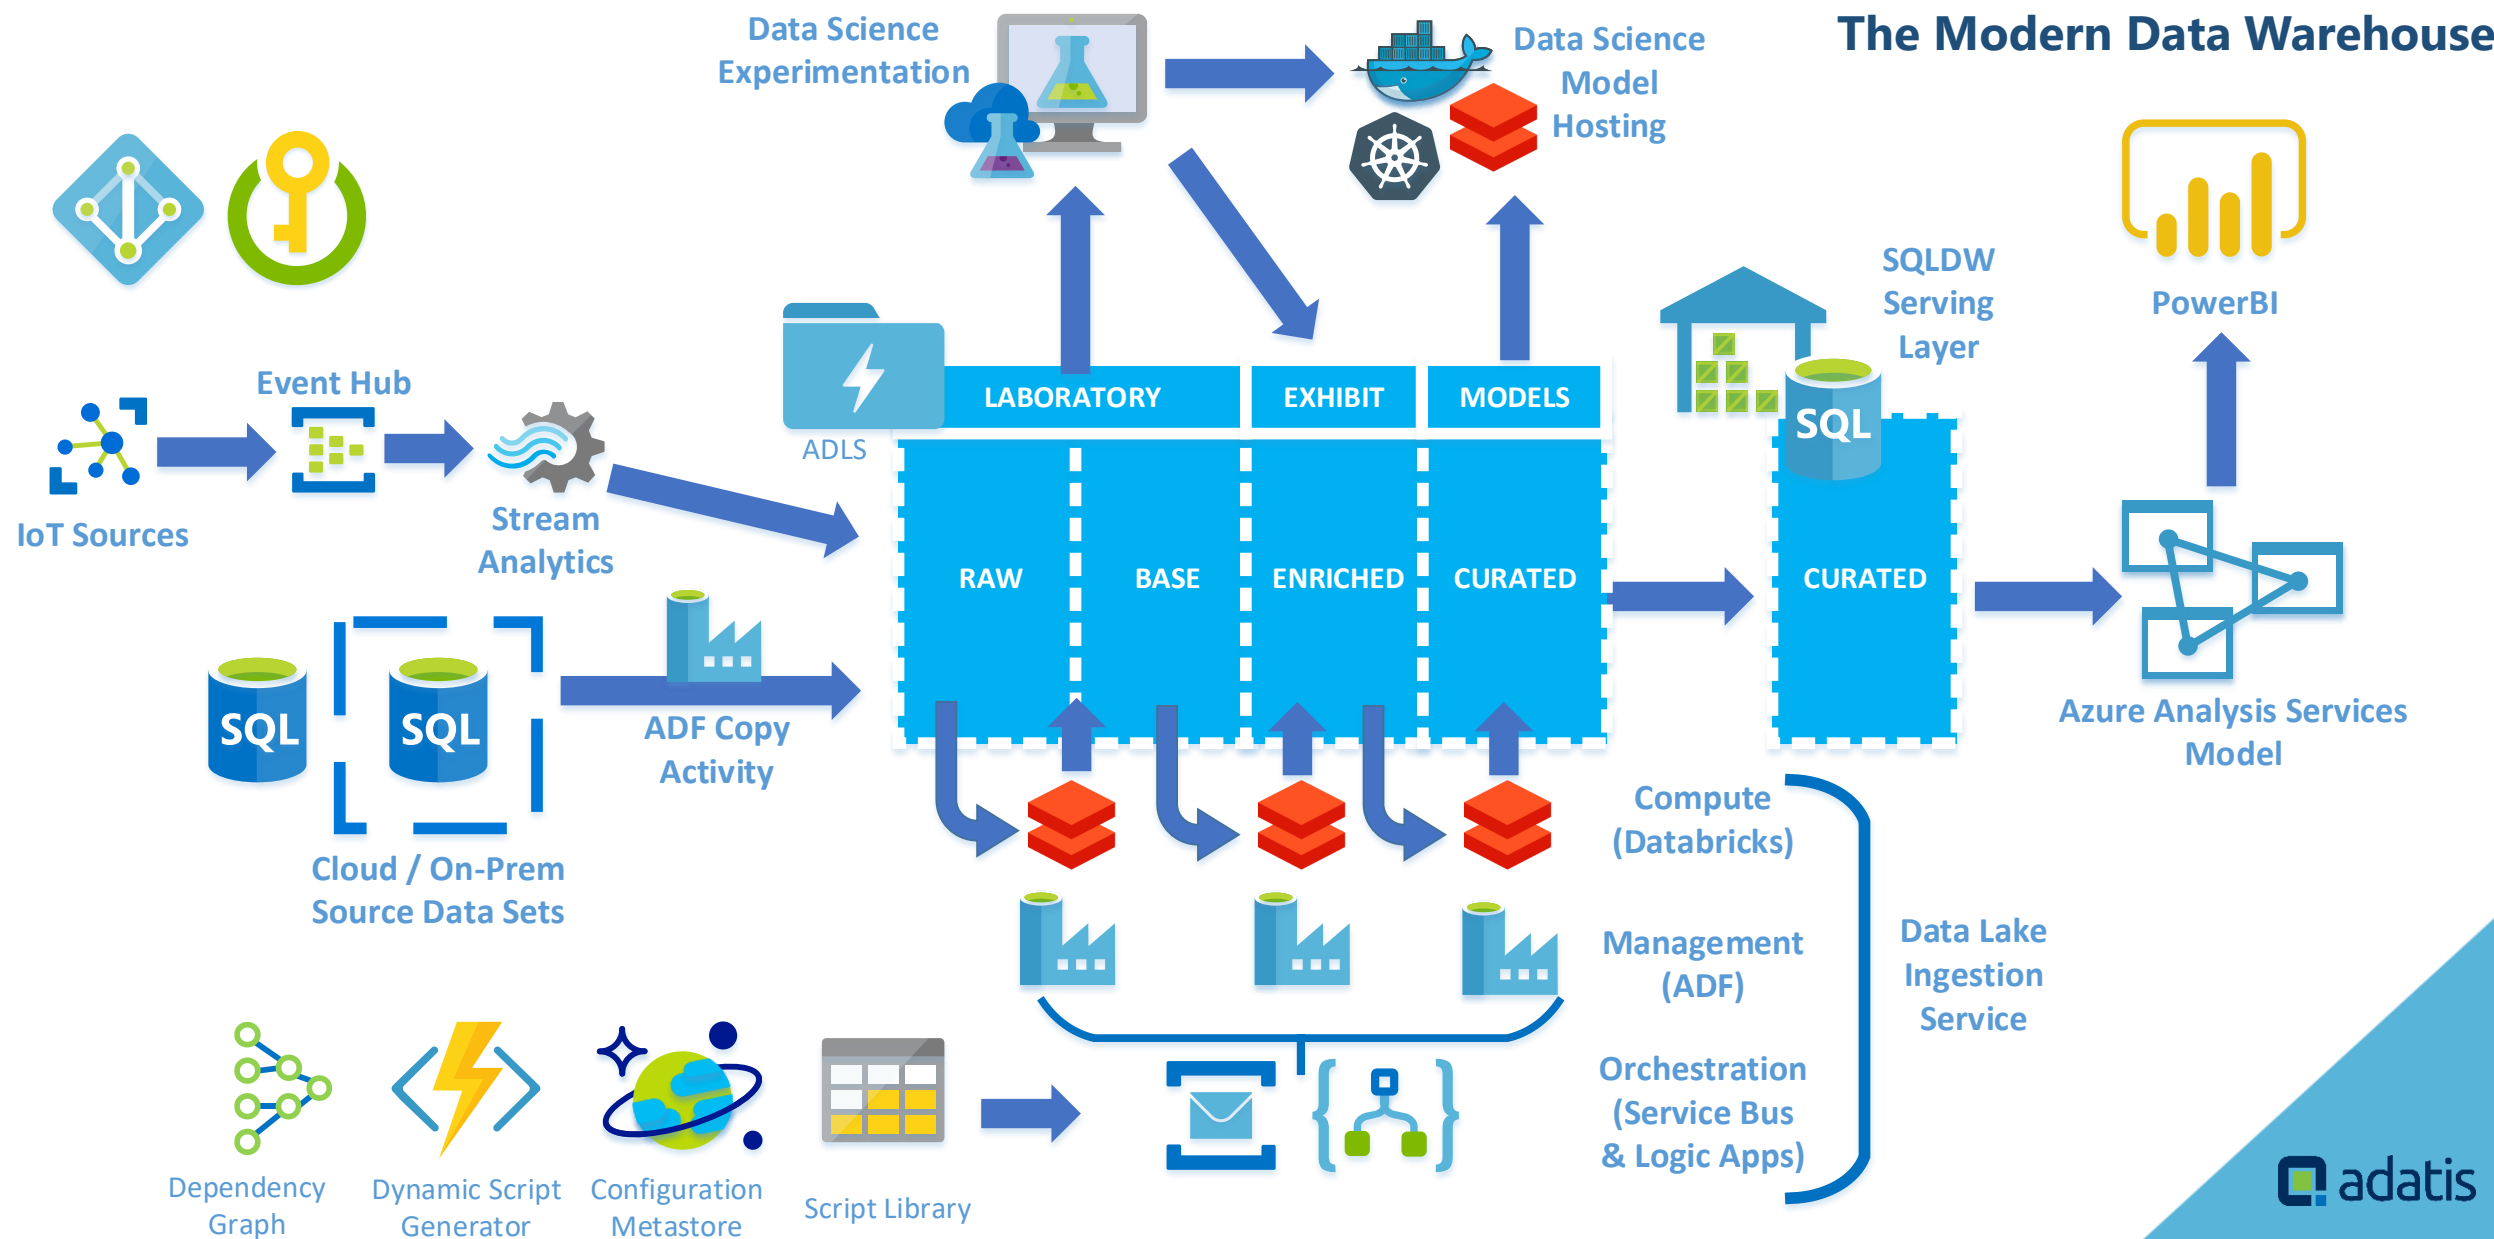 The Modern Data Warehouse
Data Science
Experimentation
Data Science
Model
Hosting
SQLDW
Serving
Layer
PowerBI
Event Hub
IoT Sources
Stream
Analytics
ADLS
LABORATORY
EXHIBIT
MODELS
RAW
BASE
ENRICHED
CURATED
SQL
CURATED
SQL
SQL
ADF Copy
Activity
Cloud / On-Prem
Source Data Sets
Azure Analysis Services
Model
Compute
(Databricks)
Management
(ADF)
Orchestration
(Service Bus
& Logic Apps)
Data Lake
Ingestion
Service
Dependency
Graph
Dynamic Script
Generator
Configuration
Metastore
Script Library
adatis